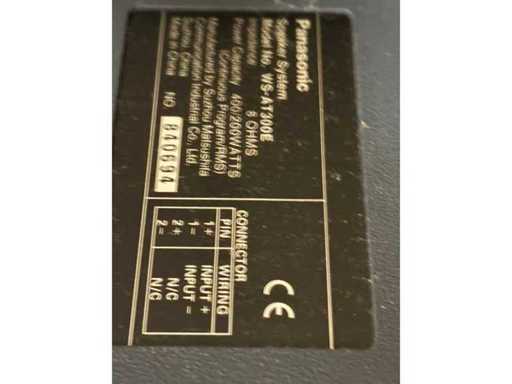 Panasonic
Speaker System
Model No. WS-AT300E
Impedance 8 OHMS
Power Capacity 400/200WATTS
(Continuous Program/RMS)
Manufactured by Suzhou Matsushita
Communication Industrial Co., Ltd.
Suzhou China
Made in China NO 840694
CONNECTOR
PIN WIRING
1+ INPUT +
1= INPUT =
2+ N/C
2= N/C
CE